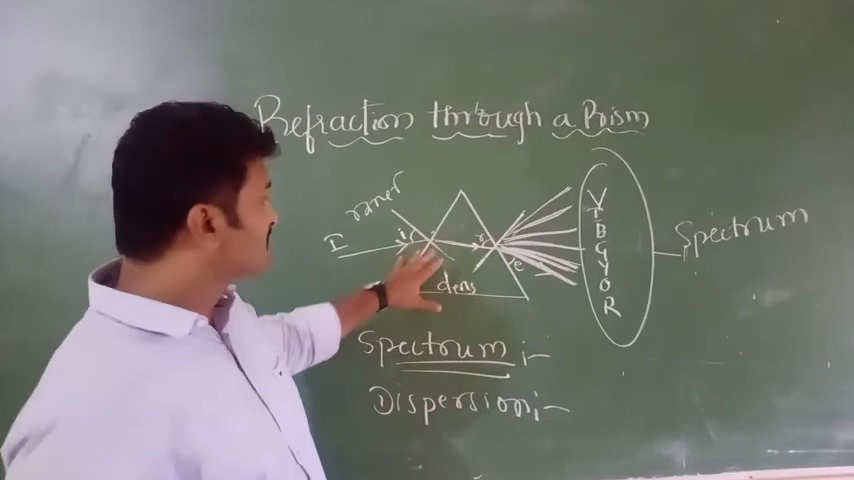 Refraction through a Prism
rarer
I
i
r
r
e
dens
V
I
B
G
Y
O
R
Spectrum
Spectrum :-
Dispersion :-